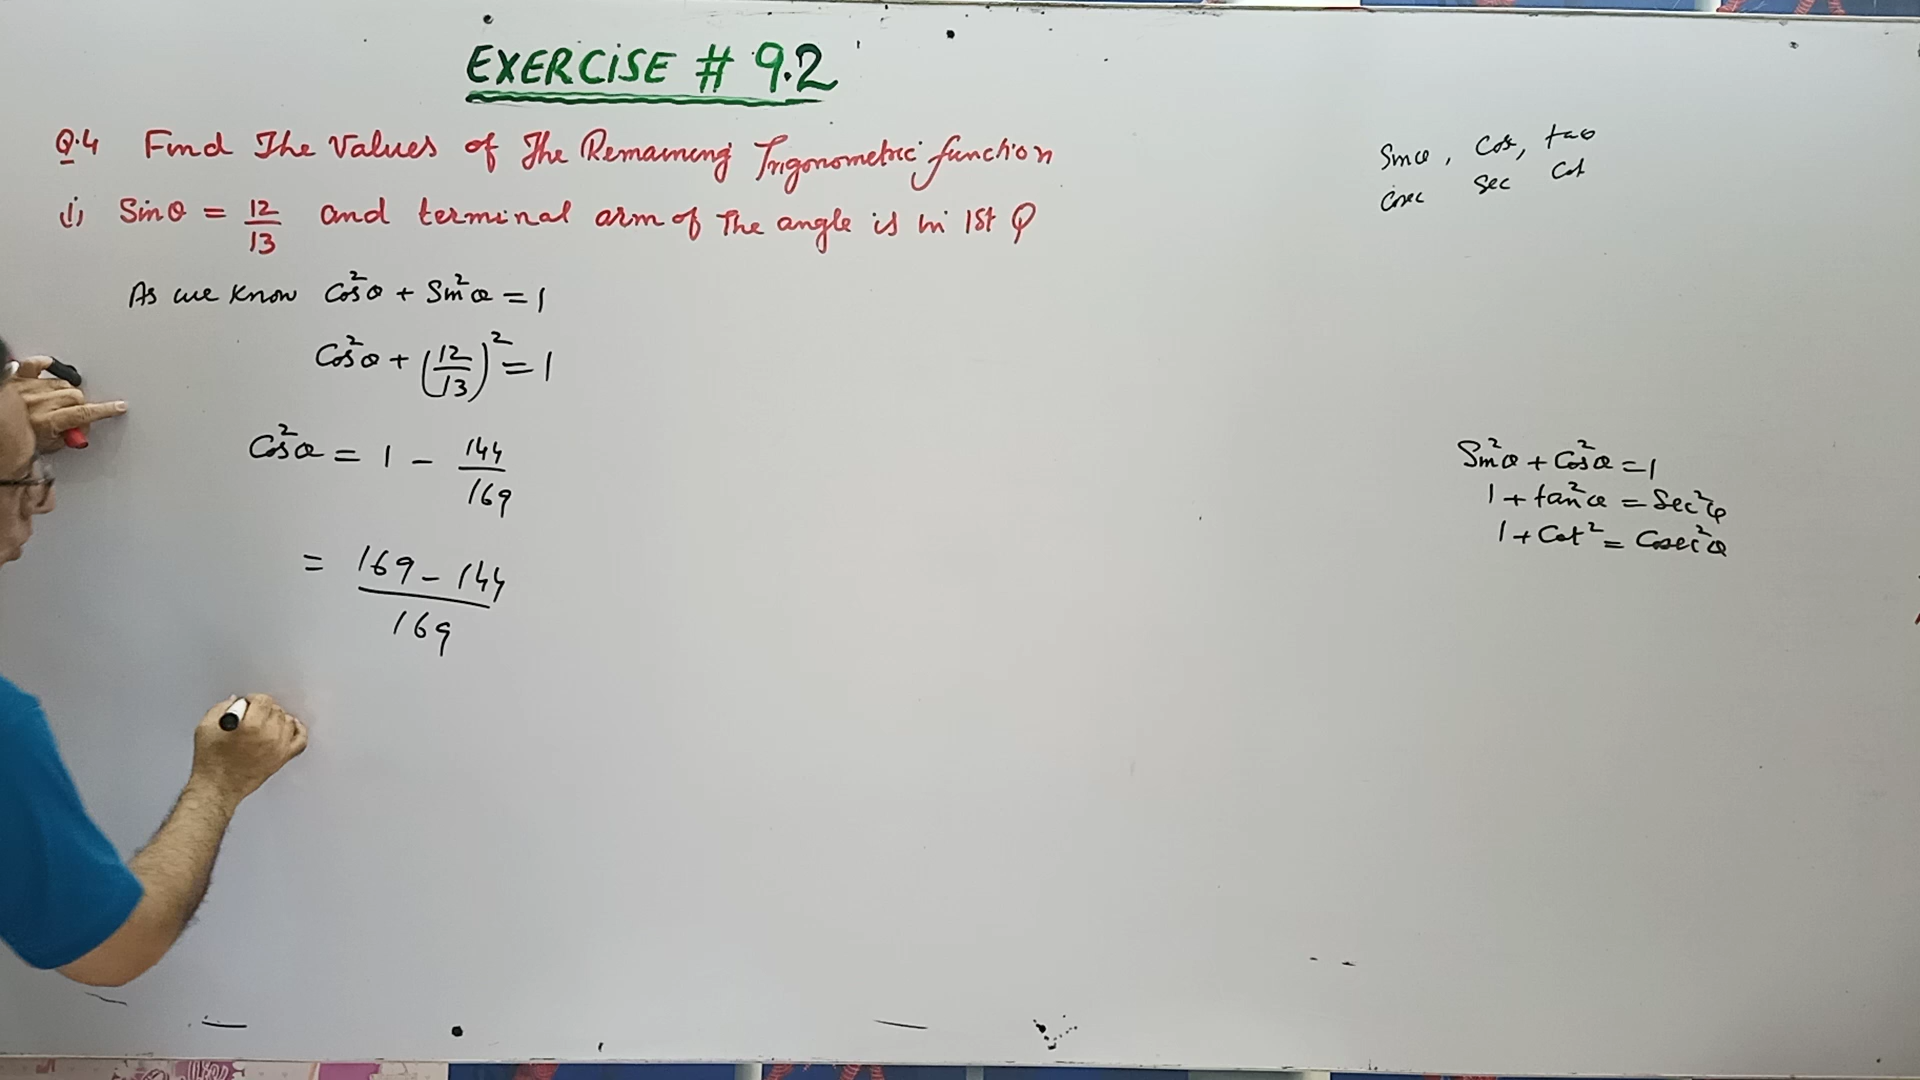 EXERCISE # 9.2
Q.4 Find The Values of The Remaining Trigonometric function
(i) Sinθ = 12/13 and terminal arm of The angle is in 1st Q
As we know Cos²θ + Sin²θ = 1
Cos²θ + (12/13)² = 1
Cos²θ = 1 - 144/169
= 169 - 144 / 169
Sinθ, Cos, tanθ
Cosec Sec Cot
Sin²θ + Cos²θ = 1
1 + tan²θ = Sec²θ
1 + Cot² = Cosec²θ